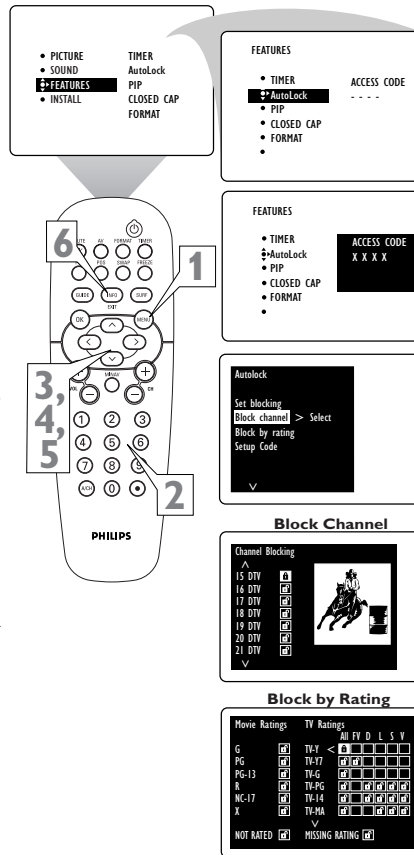 PICTURE TIMER
SOUND AutoLock
FEATURES PIP
INSTALL CLOSED CAP
FORMAT
FEATURES
TIMER ACCESS CODE
AutoLock - - - -
PIP
CLOSED CAP
FORMAT
FEATURES
TIMER ACCESS CODE
AutoLock X X X X
PIP
CLOSED CAP
FORMAT
6
AV FORMAT TIMER
POS SWAP FREEZE
1
GUIDE INFO SURF
EXIT
OK MENU
3,
4,
5
MINAV
VOL CH
1 2 3
4 5 6
7 8 9
A/CH 0
2
PHILIPS
Autolock
Set blocking
Block channel > Select
Block by rating
Setup Code
Block Channel
Channel Blocking
15 DTV
16 DTV
17 DTV
18 DTV
19 DTV
20 DTV
21 DTV
Block by Rating
Movie Ratings TV Ratings
All FV D L S V
G TV-Y <
PG TV-Y7
PG-13 TV-G
R TV-PG
NC-17 TV-14
X TV-MA
NOT RATED MISSING RATING